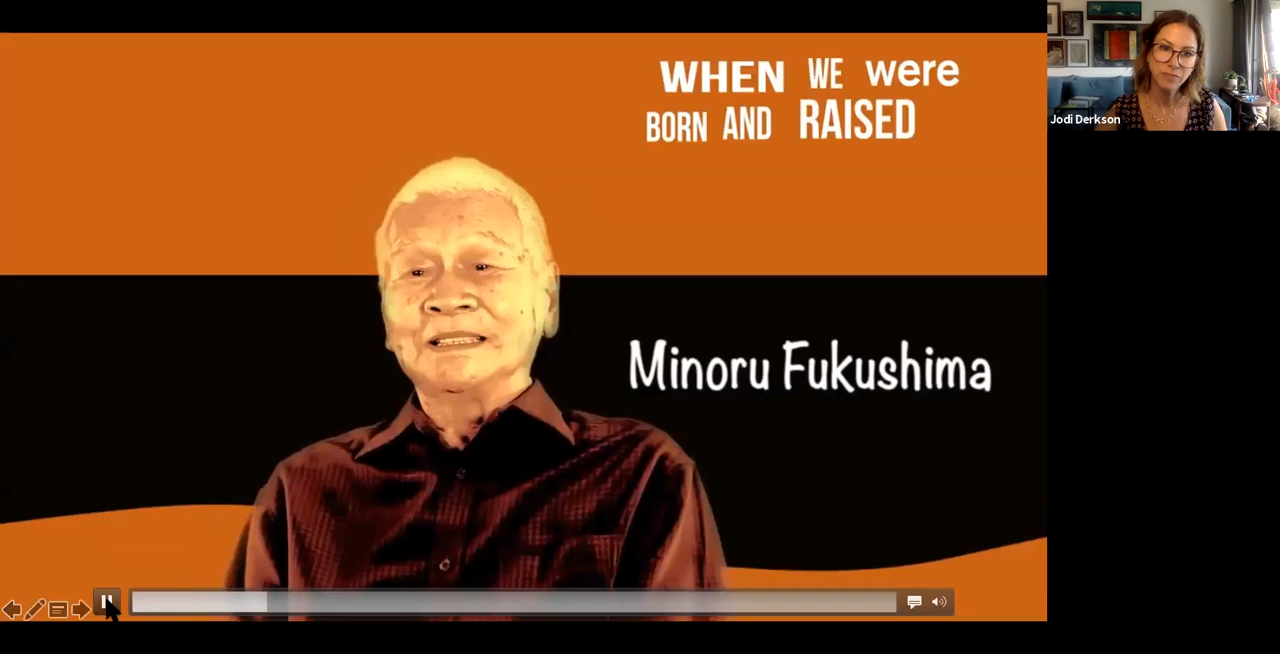 WHEN WE were
BORN AND RAISED
Jodi Derkson
Minoru Fukushima